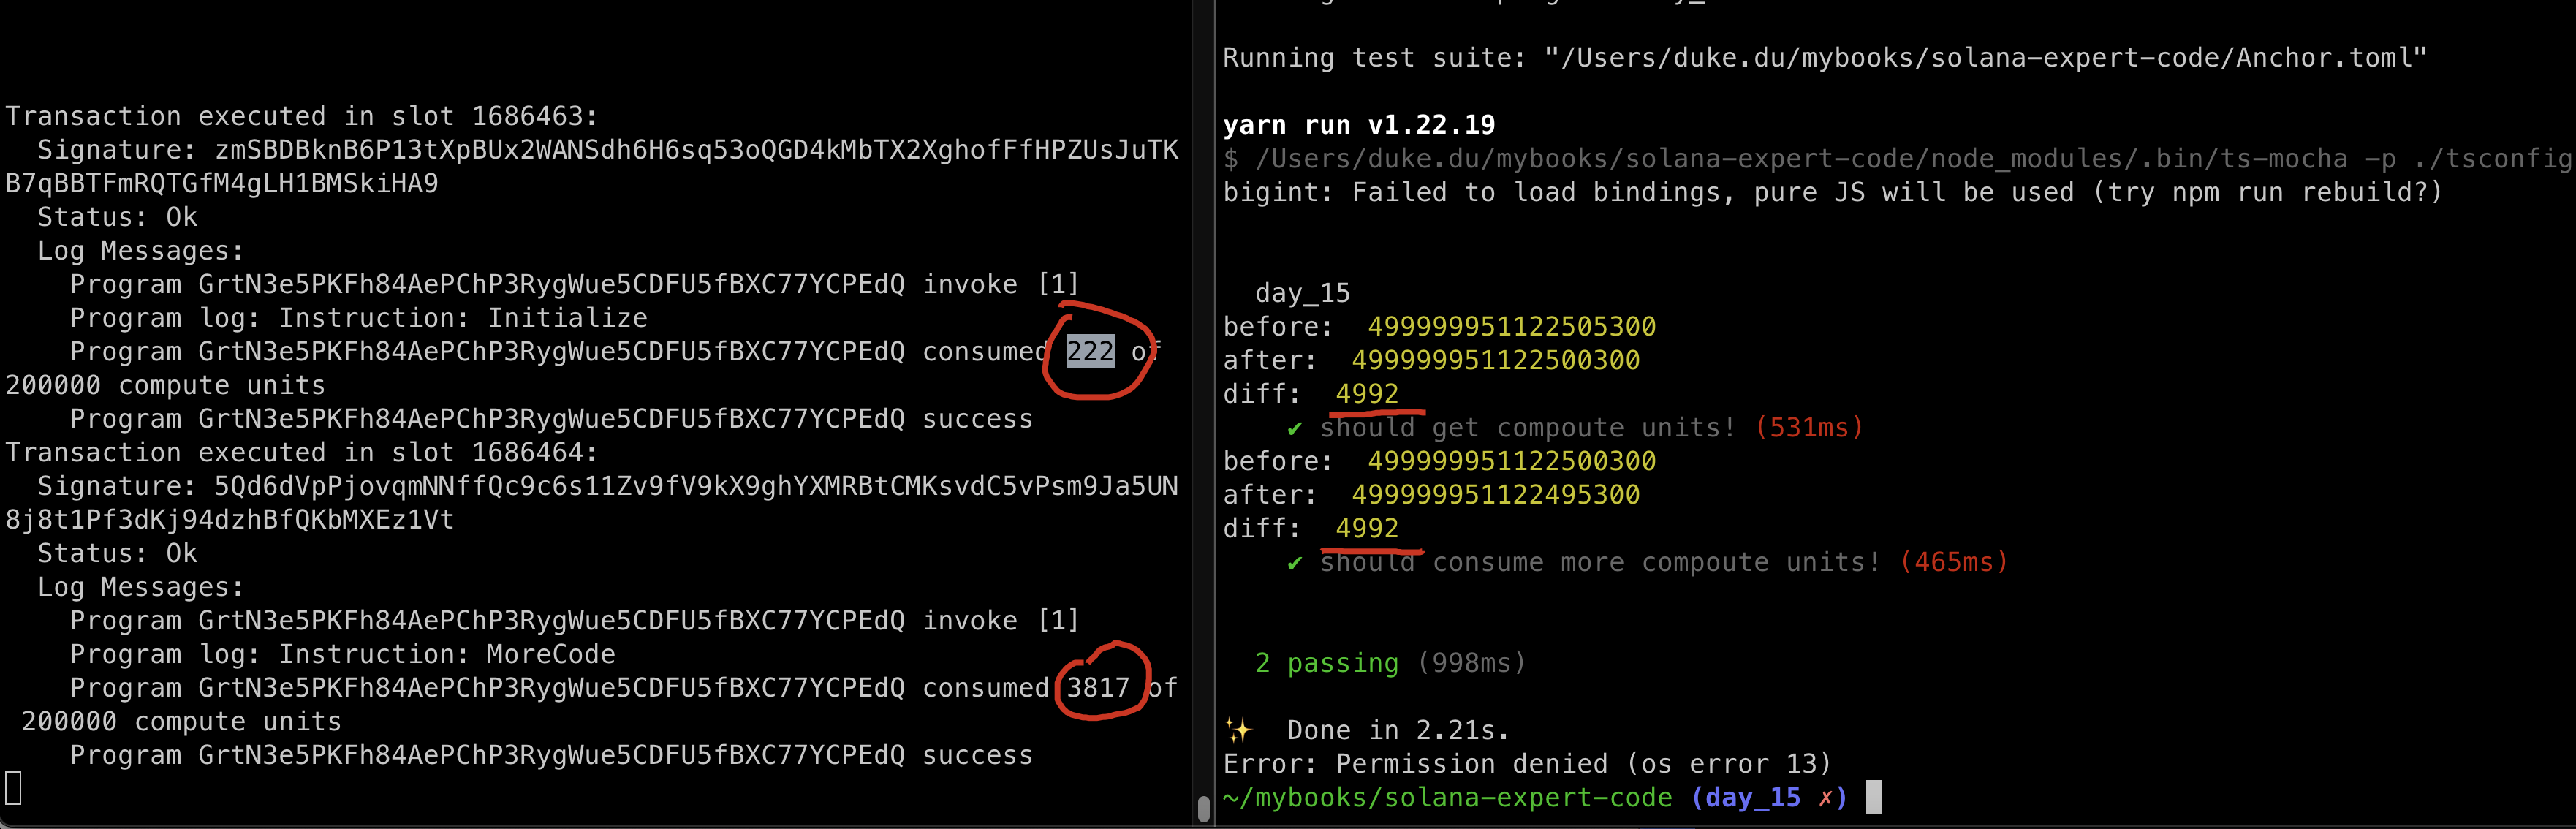 Transaction executed in slot 1686463:
Signature: zmSBDBknB6P13tXpBUx2WANSdh6H6sq53oQGD4kMbTX2XghofFfHPZUsJuTK
B7qBBTFmRQTGfM4gLH1BMSkiHA9
Status: Ok
Log Messages:
Program GrtN3e5PKFh84AePChP3RygWue5CDFU5fBXC77YCPEdQ invoke [1]
Program log: Instruction: Initialize
Program GrtN3e5PKFh84AePChP3RygWue5CDFU5fBXC77YCPEdQ consumed 222 of
200000 compute units
Program GrtN3e5PKFh84AePChP3RygWue5CDFU5fBXC77YCPEdQ success
Transaction executed in slot 1686464:
Signature: 5Qd6dVpPjovqmNNffQc9c6s11Zv9fV9kX9ghYXMRBtCMKsvdC5vPsm9Ja5UN
8j8t1Pf3dKj94dzhBfQKbMXEz1Vt
Status: Ok
Log Messages:
Program GrtN3e5PKFh84AePChP3RygWue5CDFU5fBXC77YCPEdQ invoke [1]
Program log: Instruction: MoreCode
Program GrtN3e5PKFh84AePChP3RygWue5CDFU5fBXC77YCPEdQ consumed 3817 of
200000 compute units
Program GrtN3e5PKFh84AePChP3RygWue5CDFU5fBXC77YCPEdQ success
Running test suite: "/Users/duke.du/mybooks/solana-expert-code/Anchor.toml"
yarn run v1.22.19
$ /Users/duke.du/mybooks/solana-expert-code/node_modules/.bin/ts-mocha -p ./tsconfig
bigint: Failed to load bindings, pure JS will be used (try npm run rebuild?)
day_15
before: 499999951122505300
after: 499999951122500300
diff: 4992
✔ should get compoute units! (531ms)
before: 499999951122500300
after: 499999951122495300
diff: 4992
✔ should consume more compoute units! (465ms)
2 passing (998ms)
✨ Done in 2.21s.
Error: Permission denied (os error 13)
~/mybooks/solana-expert-code (day_15 ✗)